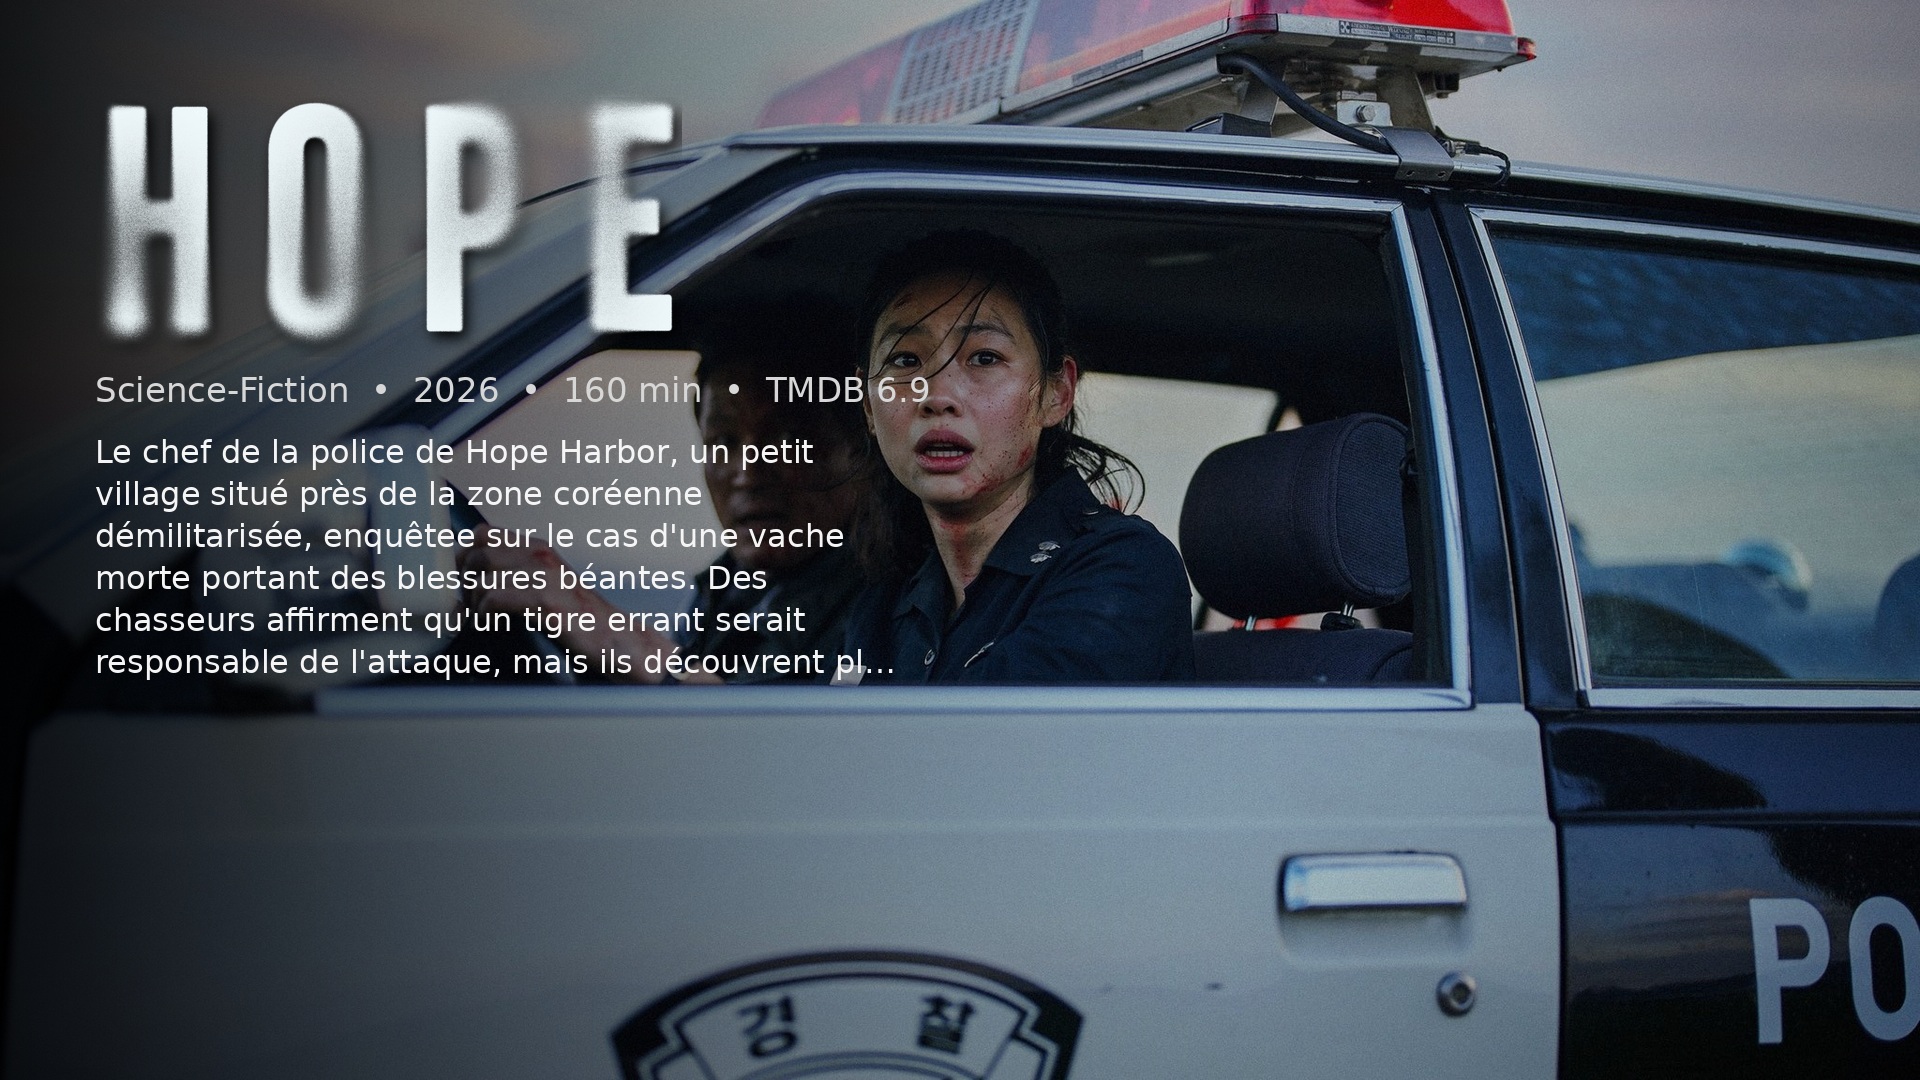 HOPE
Science-Fiction • 2026 • 160 min • TMDB 6.9
Le chef de la police de Hope Harbor, un petit
village situé près de la zone coréenne
démilitarisée, enquêtee sur le cas d'une vache
morte portant des blessures béantes. Des
chasseurs affirment qu'un tigre errant serait
responsable de l'attaque, mais ils découvrent pl...
경 찰
PO